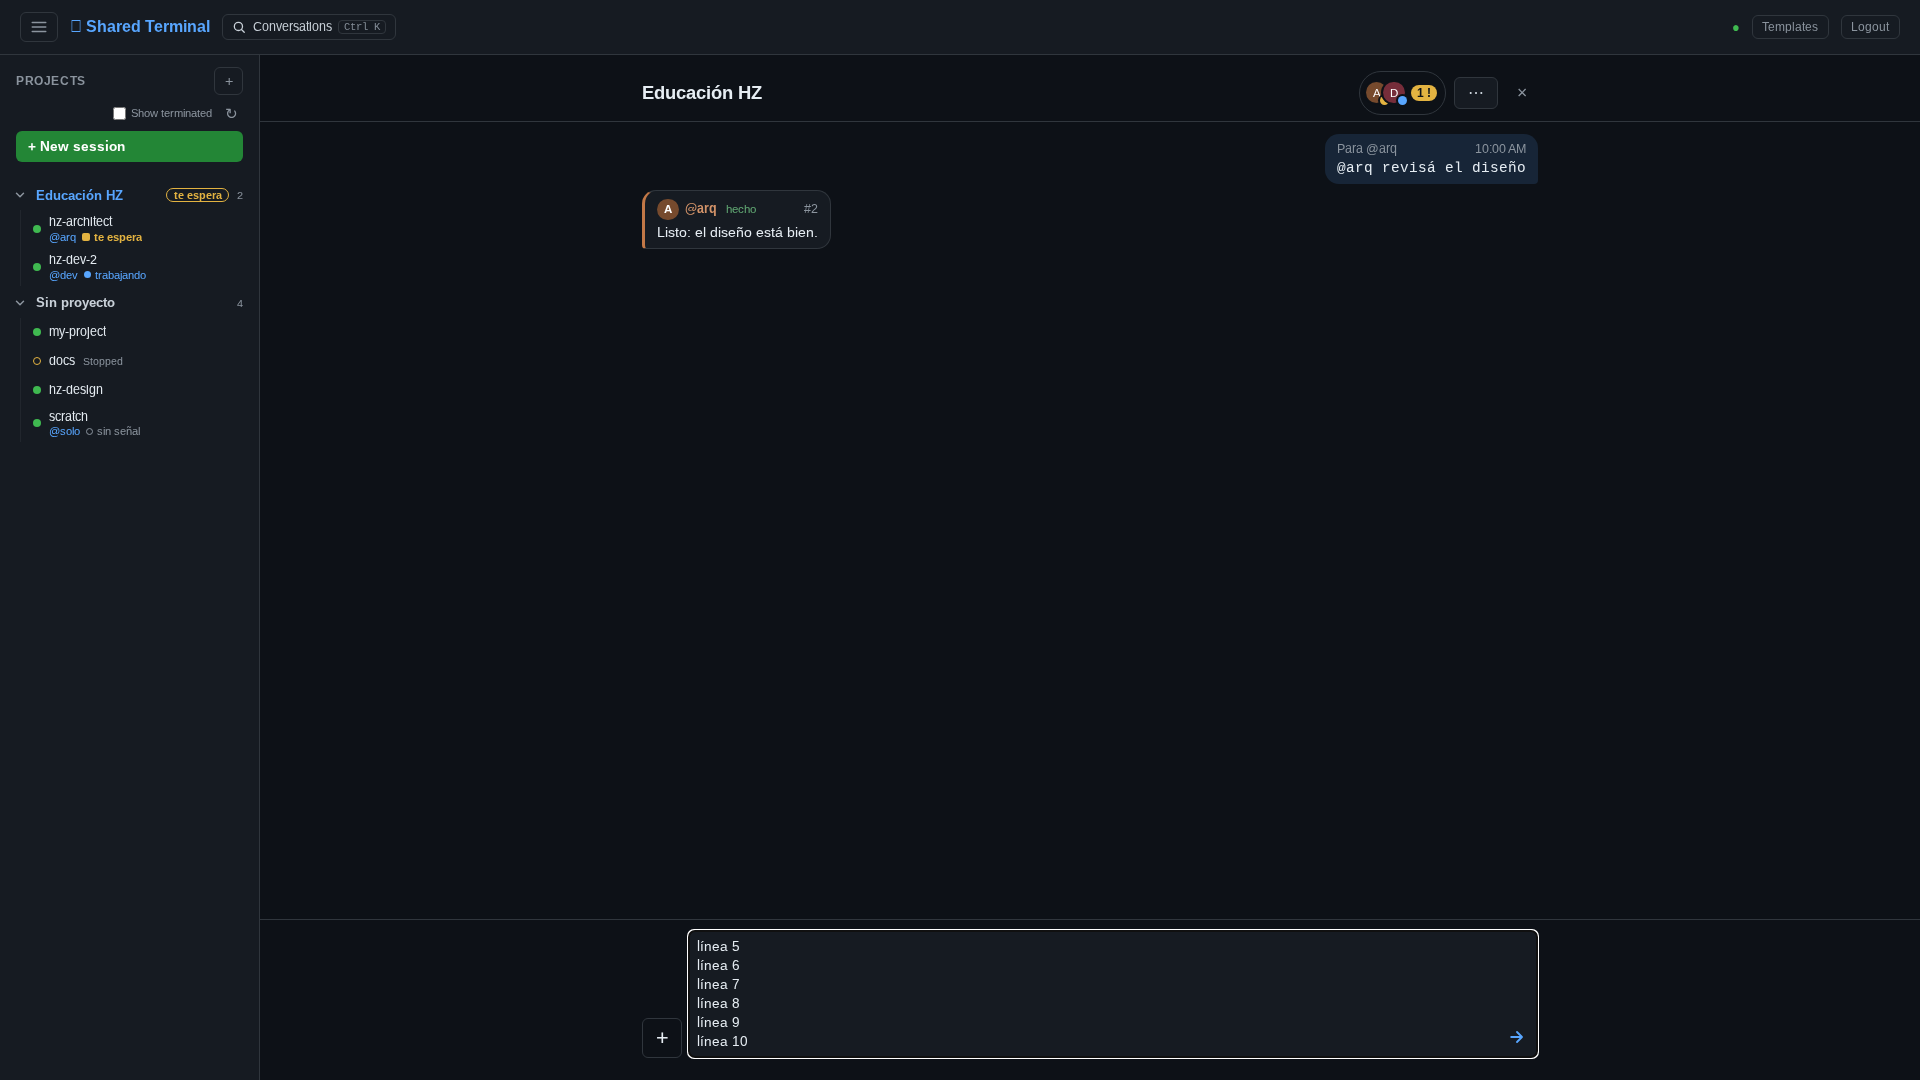 Shared Terminal
Conversations Ctrl K
Templates
Logout
PROJECTS
+
Show terminated ↻
+ New session
Educación HZ te espera 2
hz-architect
@arq te espera
hz-dev-2
@dev trabajando
Sin proyecto 4
my-project
docs Stopped
hz-design
scratch
@solo sin señal
Educación HZ
A D 1 ! ⋯ ×
Para @arq 10:00 AM
@arq revisá el diseño
A @arq hecho #2
Listo: el diseño está bien.
línea 5
línea 6
línea 7
línea 8
línea 9
línea 10
+ →